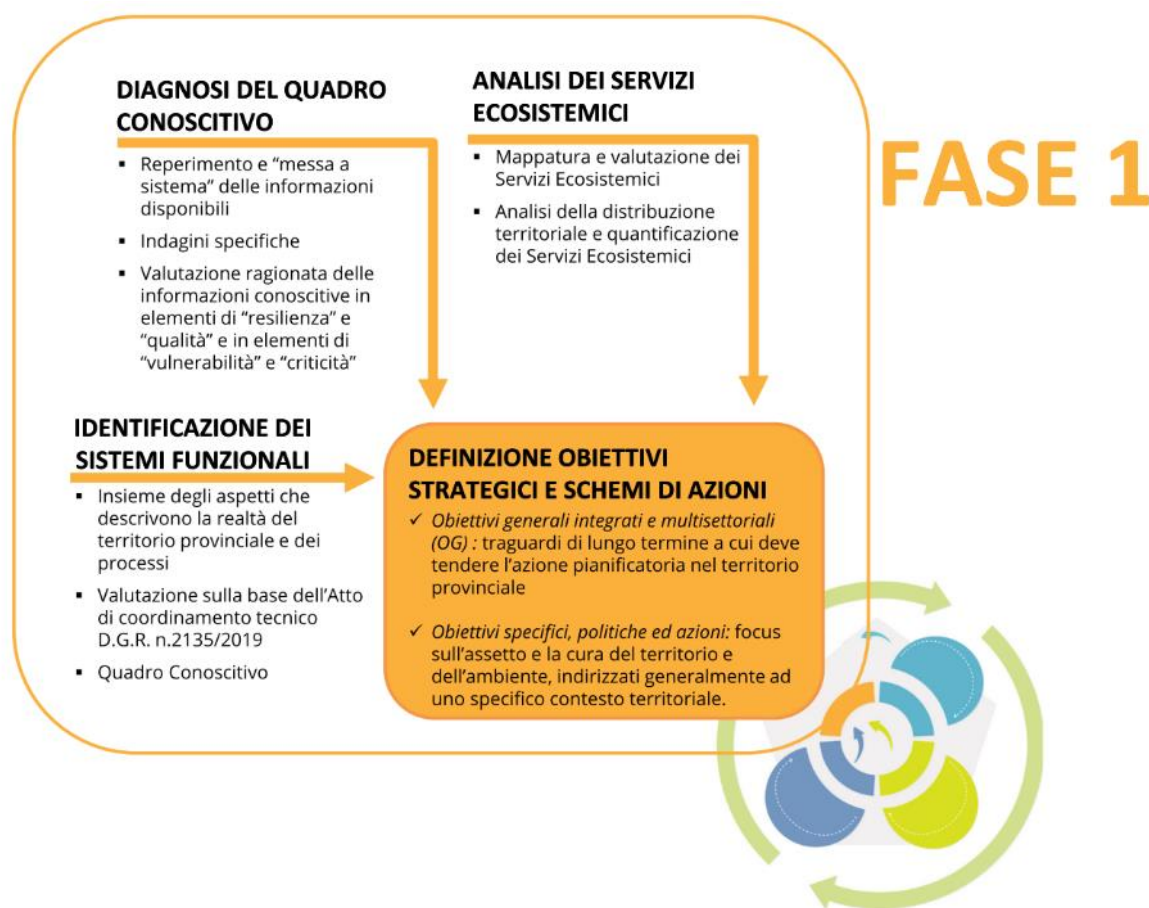 DIAGNOSI DEL QUADRO
CONOSCITIVO
▪ Reperimento e “messa a
sistema” delle informazioni
disponibili
▪ Indagini specifiche
▪ Valutazione ragionata delle
informazioni conoscitive in
elementi di “resilienza” e
“qualità” e in elementi di
“vulnerabilità” e “criticità”
ANALISI DEI SERVIZI
ECOSISTEMICI
▪ Mappatura e valutazione dei
Servizi Ecosistemici
▪ Analisi della distribuzione
territoriale e quantificazione
dei Servizi Ecosistemici
FASE 1
IDENTIFICAZIONE DEI
SISTEMI FUNZIONALI
▪ Insieme degli aspetti che
descrivono la realtà del
territorio provinciale e dei
processi
▪ Valutazione sulla base dell’Atto
di coordinamento tecnico
D.G.R. n.2135/2019
▪ Quadro Conoscitivo
DEFINIZIONE OBIETTIVI
STRATEGICI E SCHEMI DI AZIONI
✓ Obiettivi generali integrati e multisettoriali
(OG) : traguardi di lungo termine a cui deve
tendere l’azione pianificatoria nel territorio
provinciale
✓ Obiettivi specifici, politiche ed azioni: focus
sull’assetto e la cura del territorio e
dell’ambiente, indirizzati generalmente ad
uno specifico contesto territoriale.